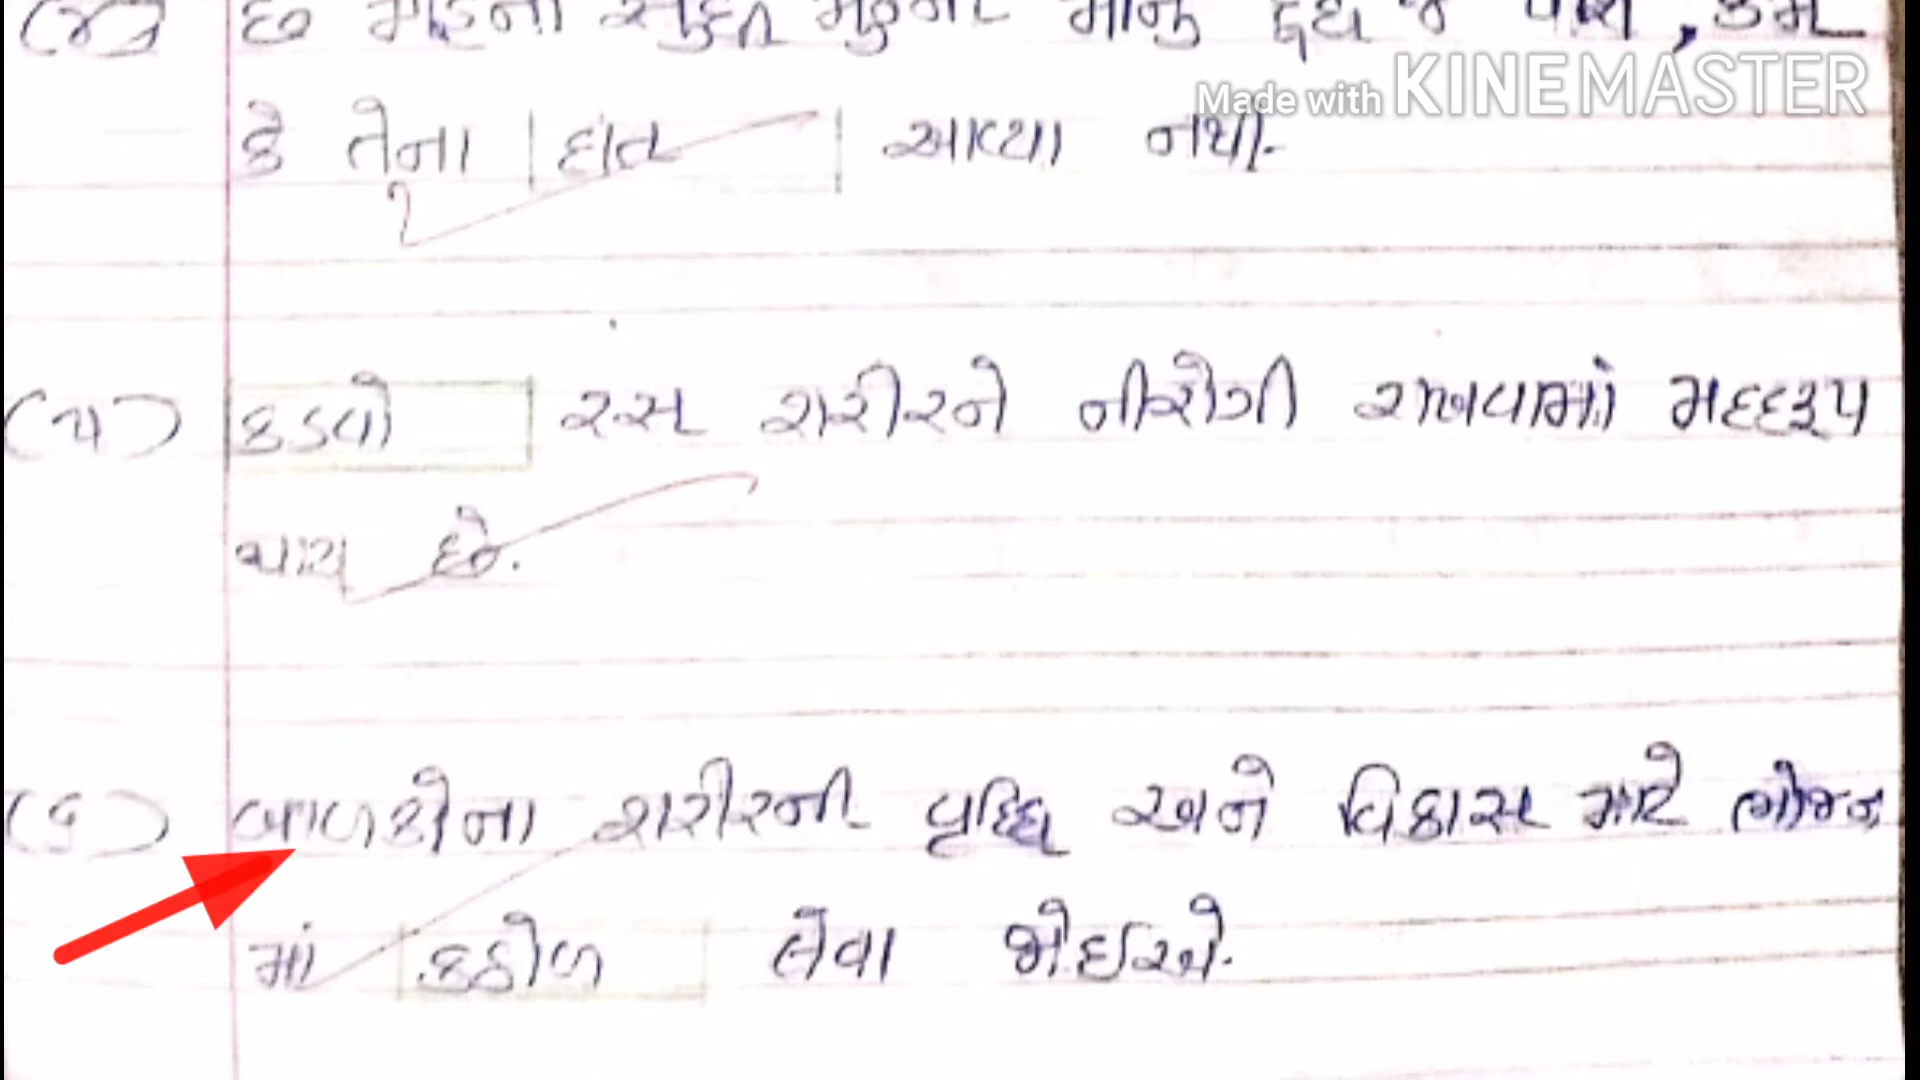 (૪) છ મહિના સુધી માનું દૂધ જ પીશે, કેમ
Made with KINEMASTER
કે તેના દાંત આવ્યા નથી.
(૫) કડવો રસ શરીરને નીરોગી રાખવામાં મદદરૂપ
થાય છે.
(૬) બાળકોના શરીરની વૃધ્ધિ અને વિકાસ માટે ભોજન
માં કઠોળ લેવા જોઈએ.